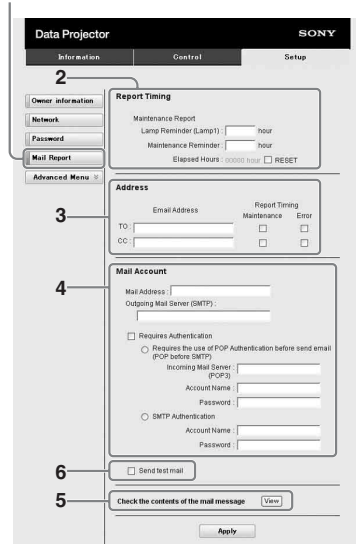 Data Projector SONY
Information Control Setup
2
Owner information
Network
Password
Mail Report
Advanced Menu
Report Timing
Maintenance Report
Lamp Reminder (Lamp1) : hour
Maintenance Reminder : hour
Elapsed Hours : 00000 hour RESET
3
Address
Email Address Report Timing
Maintenance Error
TO :
CC :
4
Mail Account
Mail Address :
Outgoing Mail Server (SMTP) :
Requires Authentication
Requires the use of POP Authentication before send email
(POP before SMTP)
Incoming Mail Server :
(POP3)
Account Name :
Password :
SMTP Authentication
Account Name :
Password :
6
Send test mail
5
Check the contents of the mail message View
Apply